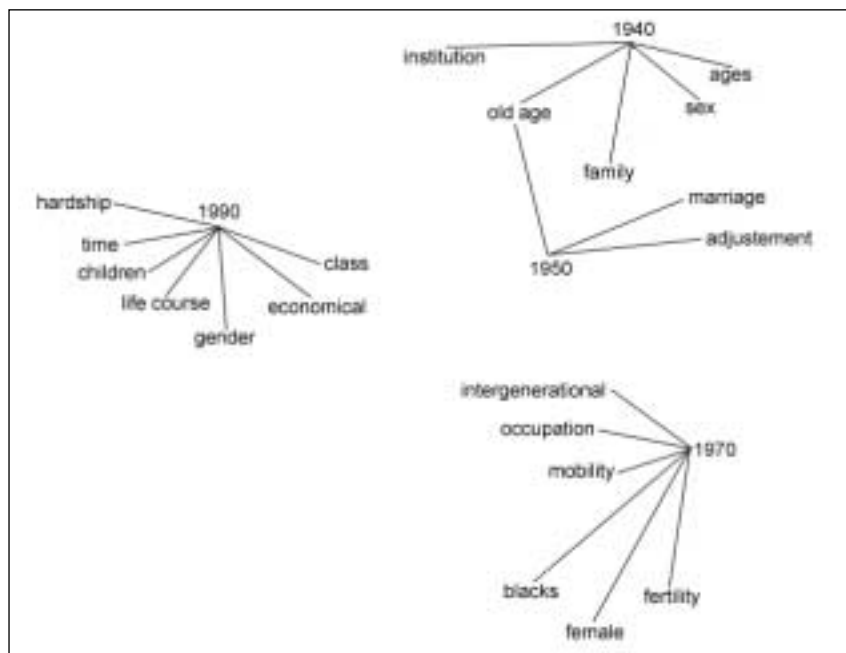 1940
institution
ages
old age
sex
family
marriage
adjustement
1950
hardship
1990
time
children
class
life course
economical
gender
intergenerational
occupation
1970
mobility
blacks
fertility
female